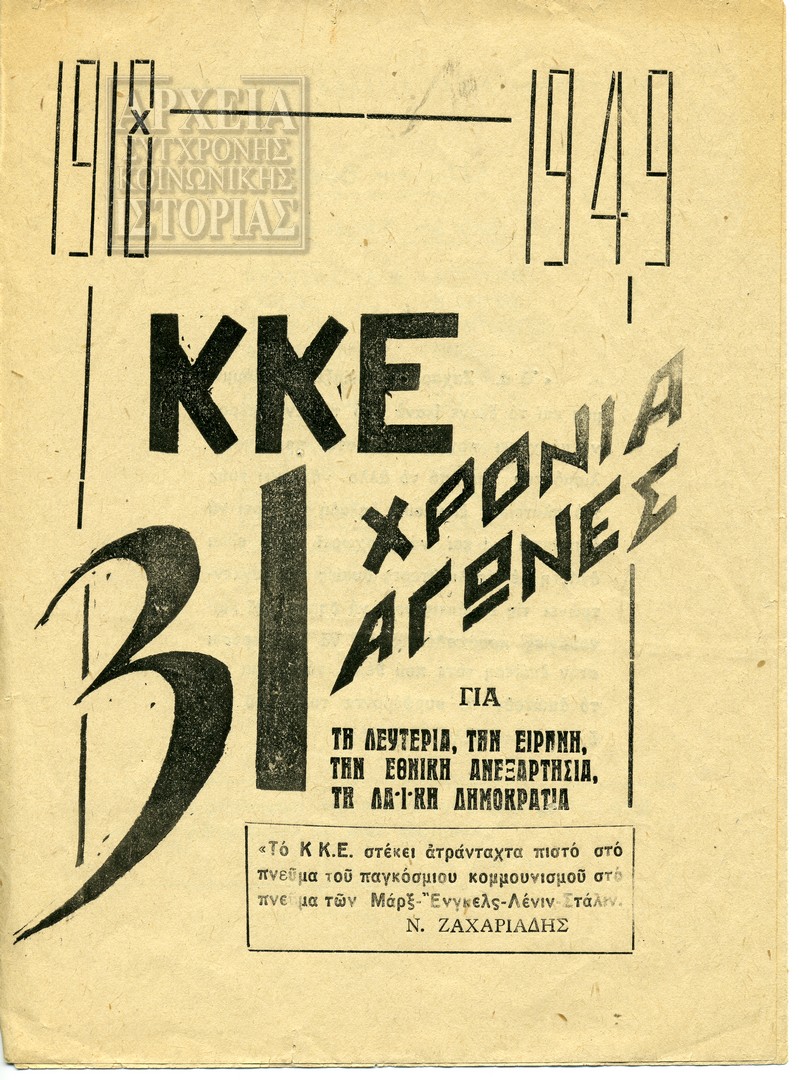 1918 - 1949
ΑΡΧΕΙΑ
ΣΥΓΧΡΟΝΗΣ
ΚΟΙΝΩΝΙΚΗΣ
ΙΣΤΟΡΙΑΣ
ΚΚΕ
31 ΧΡΟΝΙΑ
ΑΓΩΝΕΣ
ΓΙΑ
ΤΗ ΛΕΥΤΕΡΙΑ, ΤΗΝ ΕΙΡΗΝΗ,
ΤΗΝ ΕΘΝΙΚΗ ΑΝΕΞΑΡΤΗΣΙΑ,
ΤΗ ΛΑ·Ι·ΚΗ ΔΗΜΟΚΡΑΤΙΑ
«Τό Κ Κ.Ε. στέκει ἀτράνταχτα πιστό στό
πνεῦμα τοῦ παγκόσμιου κομμουνισμοῦ στό
πνεῦμα τῶν Μάρξ-Ἔνγκελς-Λένιν-Στάλιν.
Ν. ΖΑΧΑΡΙΑΔΗΣ